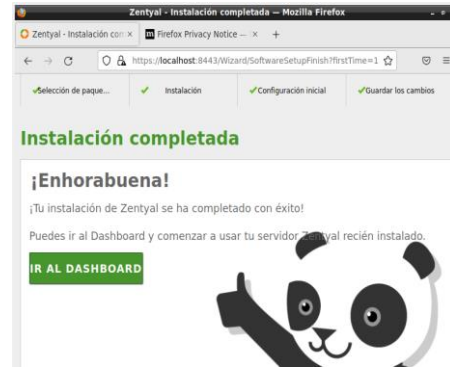 Zentyal - Instalación completada — Mozilla Firefox
Zentyal - Instalación con
Firefox Privacy Notice —
https://localhost:8443/Wizard/SoftwareSetupFinish?firstTime=1
Selección de paque...
Instalación
Configuración inicial
Guardar los cambios
Instalación completada
¡Enhorabuena!
¡Tu instalación de Zentyal se ha completado con éxito!
Puedes ir al Dashboard y comenzar a usar tu servidor Zentyal recién instalado.
IR AL DASHBOARD